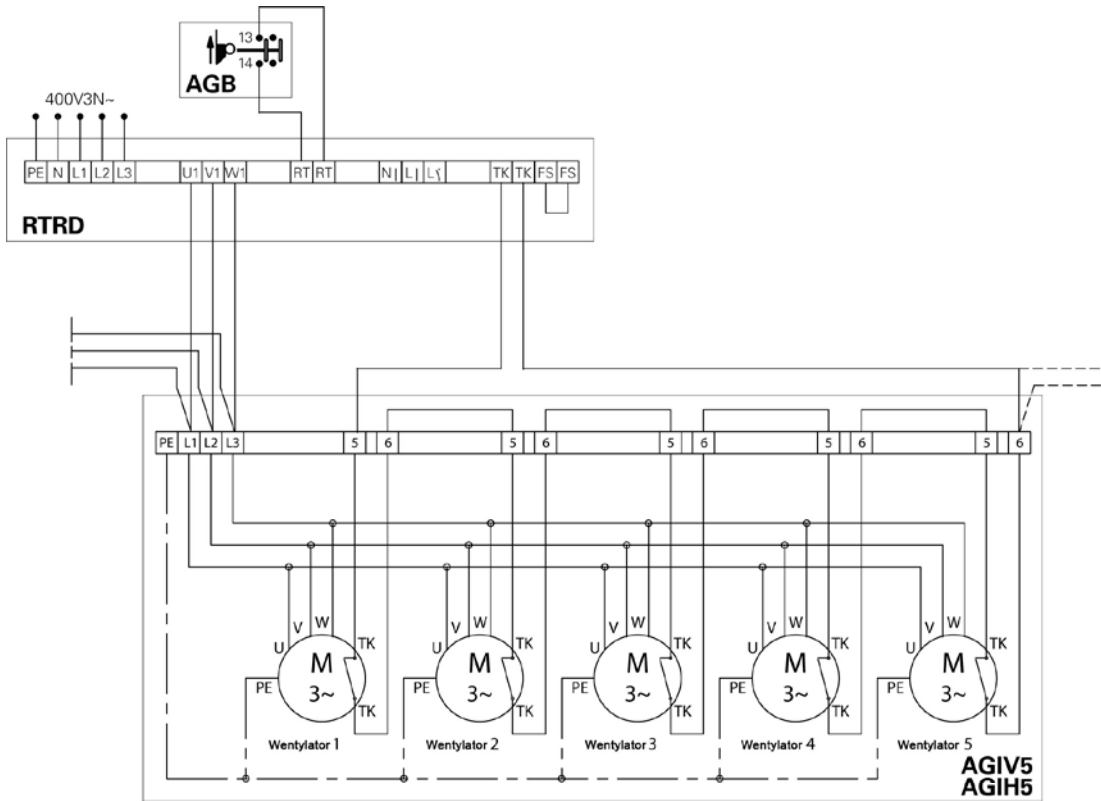 13
14
AGB
400V3N~
PE N L1 L2 L3 U1 V1 W1 RT RT N L L TK TK FS FS
RTRD
PE L1 L2 L3 5 6 5 6 5 6 5 6 5 6
U V W TK U V W TK U V W TK U V W TK U V W TK
M M M M M
PE PE PE PE PE
3~ 3~ 3~ 3~ 3~
TK TK TK TK TK
Wentylator 1 Wentylator 2 Wentylator 3 Wentylator 4 Wentylator 5
AGIV5
AGIH5